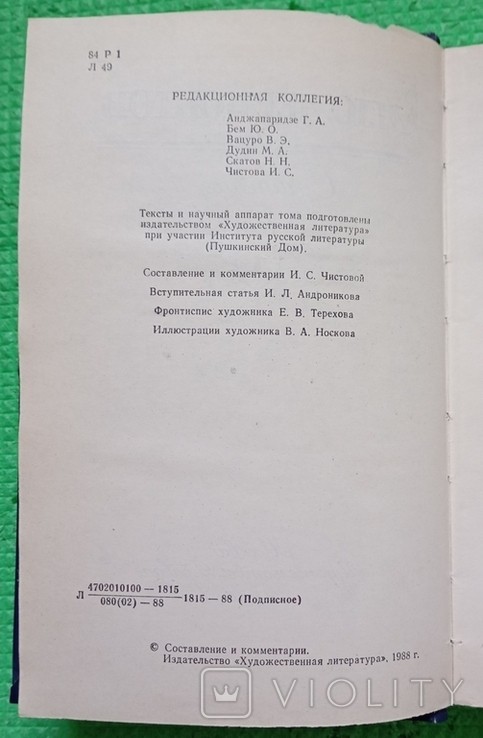 84 Р 1
Л 49
РЕДАКЦИОННАЯ КОЛЛЕГИЯ:
Анджапаридзе Г. А.
Бем Ю. О.
Вацуро В. Э.
Дудин М. А.
Скатов Н. Н.
Чистова И. С.
Тексты и научный аппарат тома подготовлены
издательством «Художественная литература»
при участии Института русской литературы
(Пушкинский Дом).
Составление и комментарии И. С. Чистовой
Вступительная статья И. Л. Андроникова
Фронтиспис художника Е. В. Терехова
Иллюстрации художника В. А. Носкова
4702010100 — 1815
Л 080(02) — 88 1815 — 88 (Подписное)
© Составление и комментарии.
Издательство «Художественная литература», 1988 г.
VIOLITY